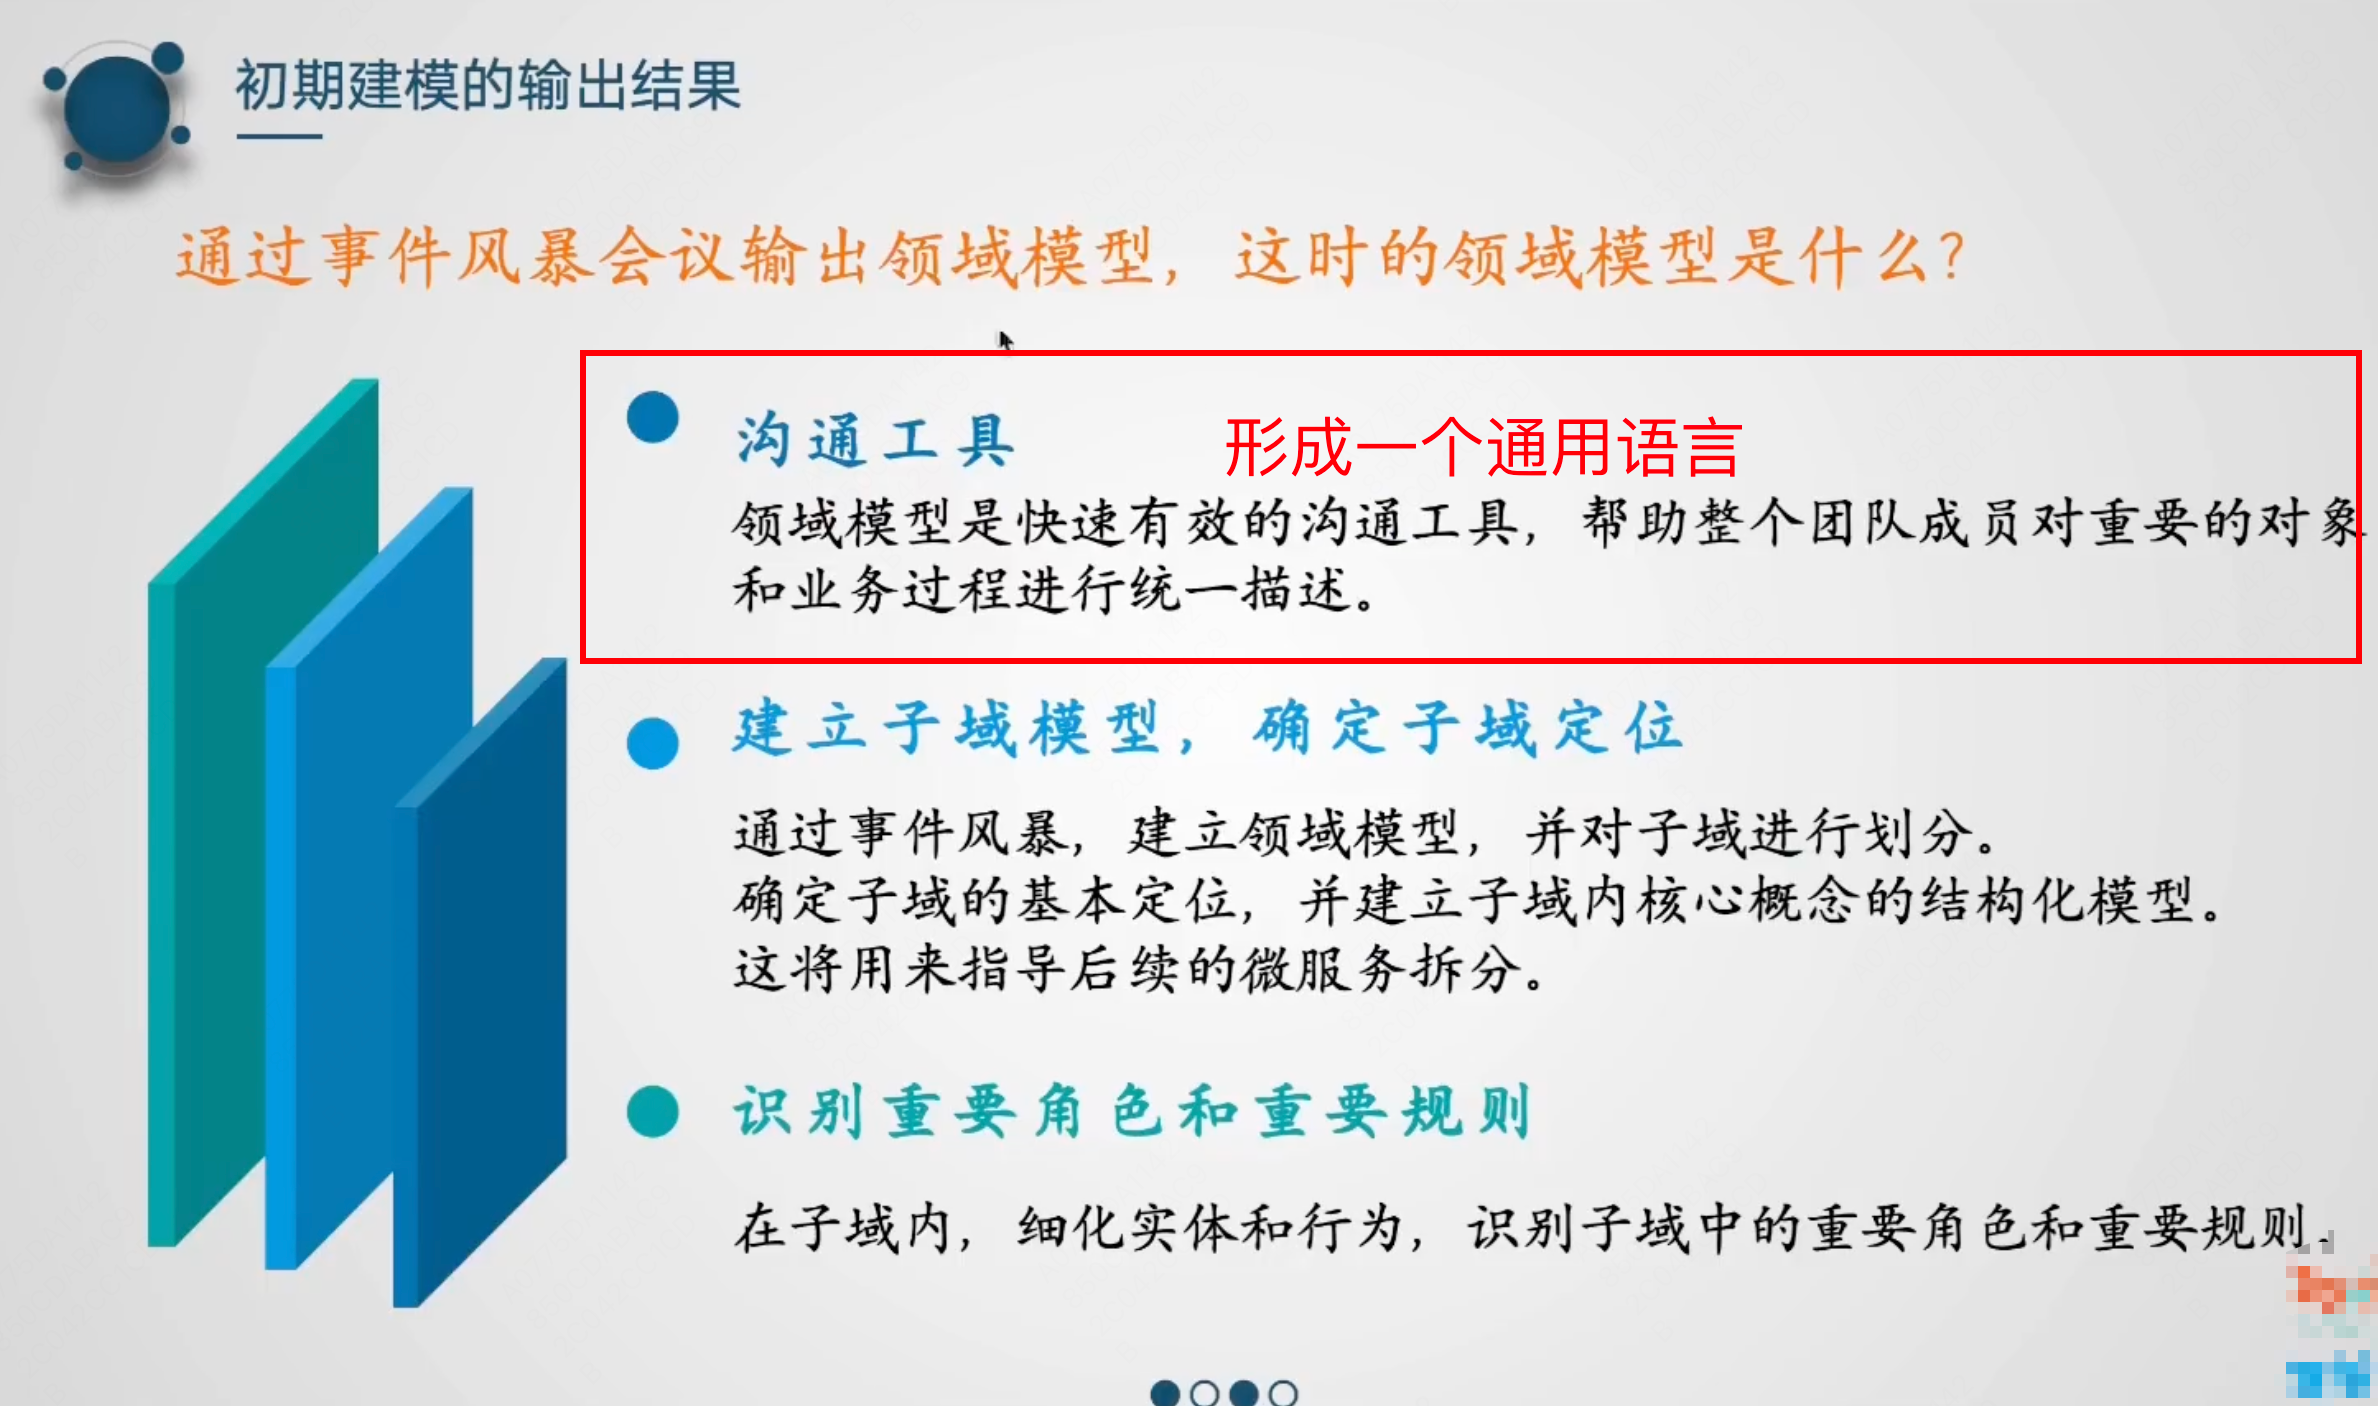 初期建模的输出结果
通过事件风暴会议输出领域模型，这时的领域模型是什么？
沟通工具
形成一个通用语言
领域模型是快速有效的沟通工具，帮助整个团队成员对重要的对象
和业务过程进行统一描述。
建立子域模型，确定子域定位
通过事件风暴，建立领域模型，并对子域进行划分。
确定子域的基本定位，并建立子域内核心概念的结构化模型。
这将用来指导后续的微服务拆分。
识别重要角色和重要规则
在子域内，细化实体和行为，识别子域中的重要角色和重要规则。